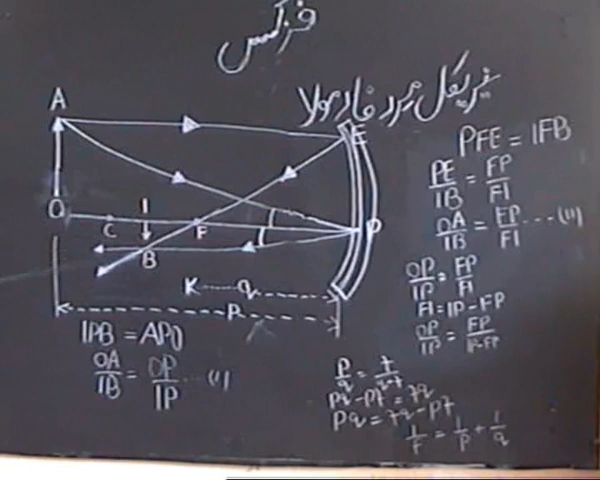 فزکس
سفیریکل مرر فارمولا
A
E
O
C
I
F
P
B
K
q
P
IPB = APO
OA/IB = OP/IP ---- (I)
PFE = IFB
PE/IB = FP/FI
OA/IB = FP/FI ---- (II)
OP/IP = FP/FI
FI = IP - FP
OP/IP = FP/IP-FP
P/q = f/q-f
Pq - Pf = fq
Pq = fq - Pf
1/f = 1/p + 1/q